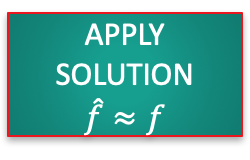 APPLY
SOLUTION
f̂ ≈ f